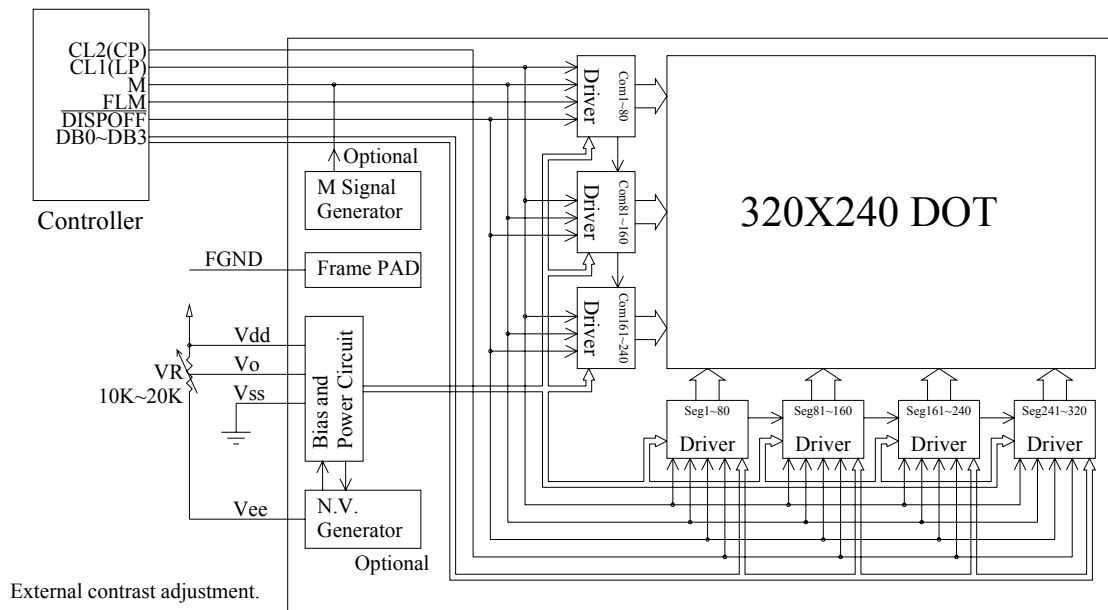 CL2(CP)
CL1(LP)
M
FLM
DISPOFF
DB0~DB3
Controller
Optional
M Signal
Generator
FGND
Frame PAD
Vdd
Vo
Vss
VR
10K~20K
Bias and
Power Circuit
Vee
N.V.
Generator
Optional
External contrast adjustment.
Driver
Com1~80
Driver
Com81~160
Driver
Com161~240
320X240 DOT
Seg1~80
Driver
Seg81~160
Driver
Seg161~240
Driver
Seg241~320
Driver